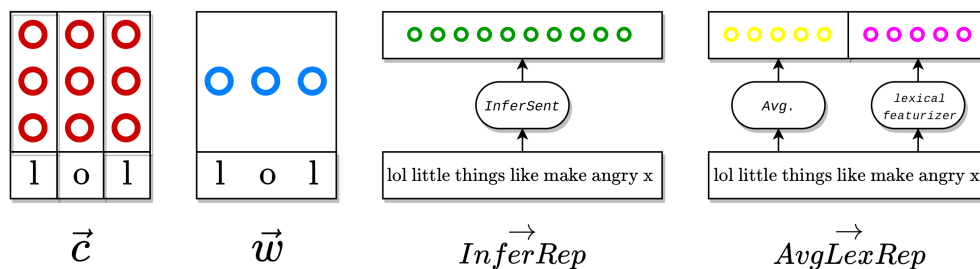 InferSent
Avg.
lexical
featurizer
l o l
l o l
lol little things like make angry x
lol little things like make angry x
c⃗
w⃗
InferRep
AvgLexRep